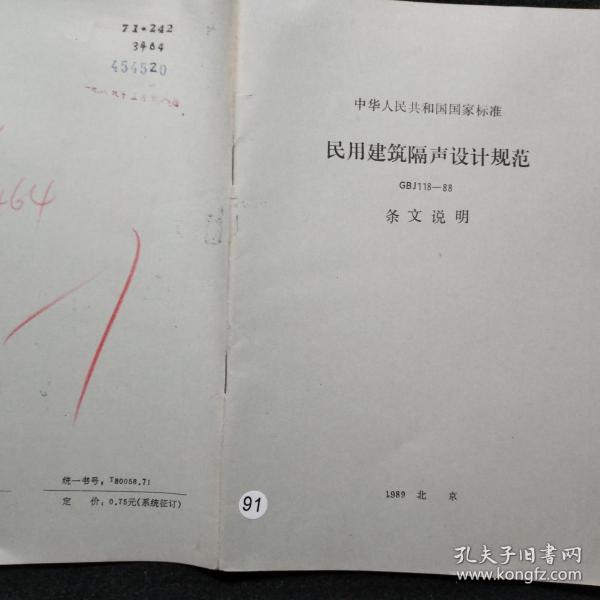 71·242
3464
454520
464
统一书号：TB0058.71
定 价：0.75元(系统征订)
中华人民共和国国家标准
民用建筑隔声设计规范
GBJ118—88
条文说明
1989 北 京
91
孔夫子旧书网
www.kongfz.com